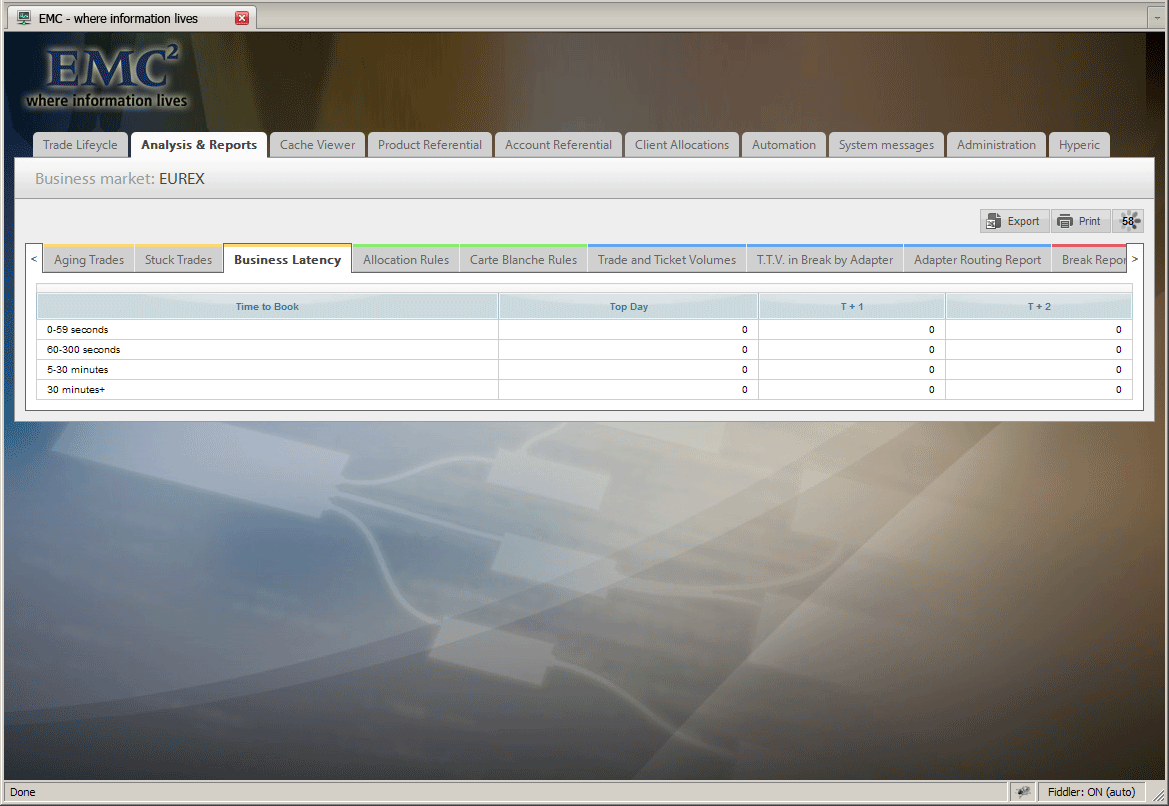 EMC - where information lives
EMC²
where information lives
Trade Lifeycle Analysis & Reports Cache Viewer Product Referential Account Referential Client Allocations Automation System messages Administration Hyperic
Business market: EUREX
Export Print 58
< Aging Trades Stuck Trades Business Latency Allocation Rules Carte Blanche Rules Trade and Ticket Volumes T.T.V. in Break by Adapter Adapter Routing Report Break Repor >
Time to Book Top Day T + 1 T + 2
0-59 seconds 0 0 0
60-300 seconds 0 0 0
5-30 minutes 0 0 0
30 minutes+ 0 0 0
Done Fiddler: ON (auto)